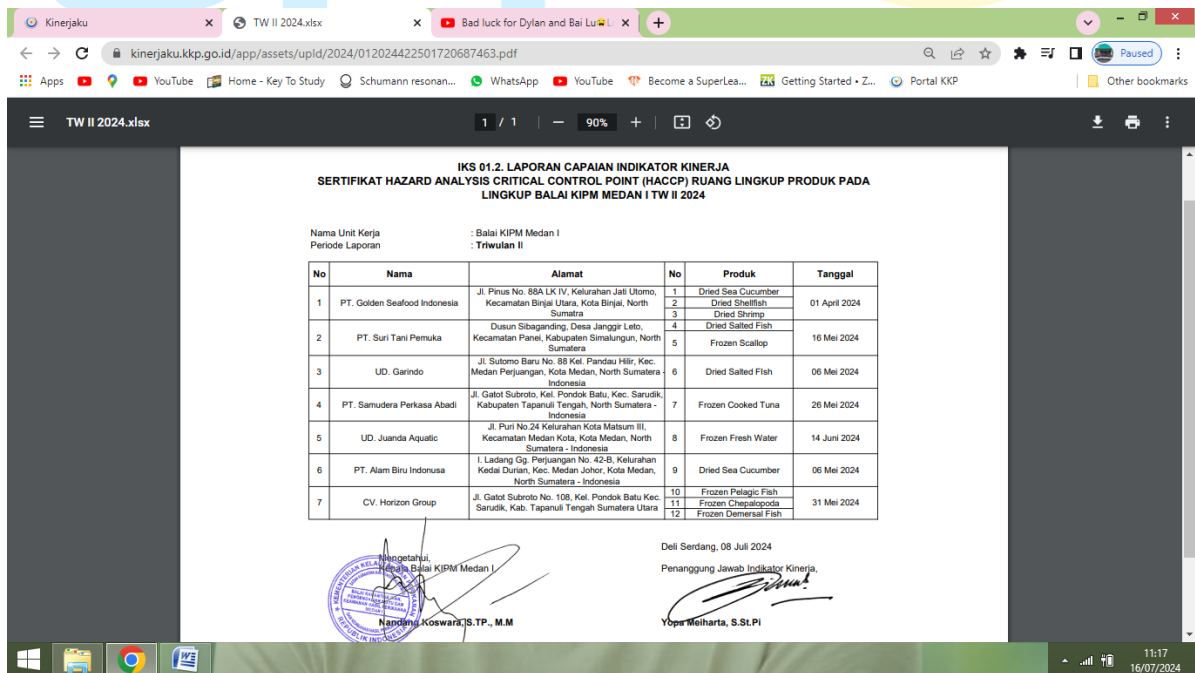 Kinerjaku
TW II 2024.xlsx
Bad luck for Dylan and Bai Lu
kinerjaku.kkp.go.id/app/assets/upld/2024/012024422501720687463.pdf
Paused
Apps
YouTube
Home - Key To Study
Schumann resonan...
WhatsApp
YouTube
Become a SuperLea...
Getting Started • Z...
Portal KKP
Other bookmarks
TW II 2024.xlsx
1 / 1
90%
IKS 01.2. LAPORAN CAPAIAN INDIKATOR KINERJA
SERTIFIKAT HAZARD ANALYSIS CRITICAL CONTROL POINT (HACCP) RUANG LINGKUP PRODUK PADA
LINGKUP BALAI KIPM MEDAN I TW II 2024
Nama Unit Kerja : Balai KIPM Medan I
Periode Laporan : Triwulan II
No Nama Alamat No Produk Tanggal
1 PT. Golden Seafood Indonesia
Jl. Pinus No. 88A LK IV, Kelurahan Jati Utomo,
Kecamatan Binjai Utara, Kota Binjai, North
Sumatra
1 Dried Sea Cucumber
2 Dried Shellfish
3 Dried Shrimp
01 April 2024
2 PT. Suri Tani Pemuka
Dusun Sibaganding, Desa Janggir Leto,
Kecamatan Panei, Kabupaten Simalungun, North
Sumatera
4 Dried Salted Fish
5 Frozen Scallop
16 Mei 2024
3 UD. Garindo
Jl. Sutomo Baru No. 88 Kel. Pandau Hilir, Kec.
Medan Perjuangan, Kota Medan, North Sumatera -
Indonesia
6 Dried Salted FIsh
06 Mei 2024
4 PT. Samudera Perkasa Abadi
Jl. Gatot Subroto, Kel. Pondok Batu, Kec. Sarudik,
Kabupaten Tapanuli Tengah, North Sumatera -
Indonesia
7 Frozen Cooked Tuna
26 Mei 2024
5 UD. Juanda Aquatic
Jl. Puri No.24 Kelurahan Kota Matsum III,
Kecamatan Medan Kota, Kota Medan, North
Sumatera - Indonesia
8 Frozen Fresh Water
14 Juni 2024
6 PT. Alam Biru Indonusa
l. Ladang Gg. Perjuangan No. 42-B, Kelurahan
Kedai Durian, Kec. Medan Johor, Kota Medan,
North Sumatera - Indonesia
9 Dried Sea Cucumber
06 Mei 2024
7 CV. Horizon Group
Jl. Gatot Subroto No. 108, Kel. Pondok Batu Kec.
Sarudik, Kab. Tapanuli Tengah Sumatera Utara
10 Frozen Pelagic Fish
11 Frozen Chepalopoda
12 Frozen Demersal Fish
31 Mei 2024
Deli Serdang, 08 Juli 2024
Mengetahui,
Kepala Balai KIPM Medan I
Penanggung Jawab Indikator Kinerja,
Nandang Koswara, S.TP., M.M
Yopa Meiharta, S.St.Pi
REPUBLIK INDONESIA
11:17
16/07/2024